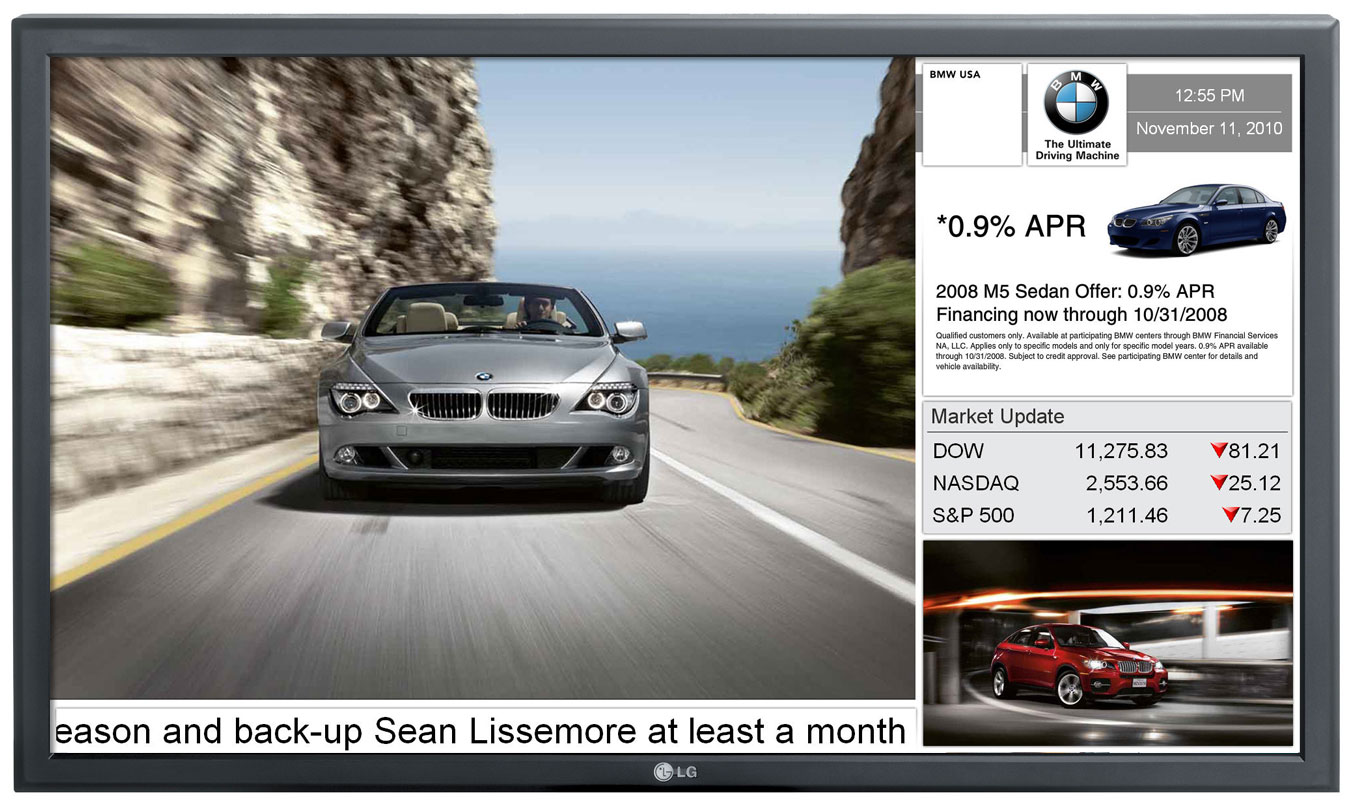 BMW USA
BMW
The Ultimate
Driving Machine
12:55 PM
November 11, 2010
*0.9% APR
2008 M5 Sedan Offer: 0.9% APR
Financing now through 10/31/2008
Qualified customers only. Available at participating BMW centers through BMW Financial Services
NA, LLC. Applies only to specific models and only for specific model years. 0.9% APR available
through 10/31/2008. Subject to credit approval. See participating BMW center for details and
vehicle availability.
Market Update
DOW 11,275.83 ▼81.21
NASDAQ 2,553.66 ▼25.12
S&P 500 1,211.46 ▼7.25
eason and back-up Sean Lissemore at least a month
LG